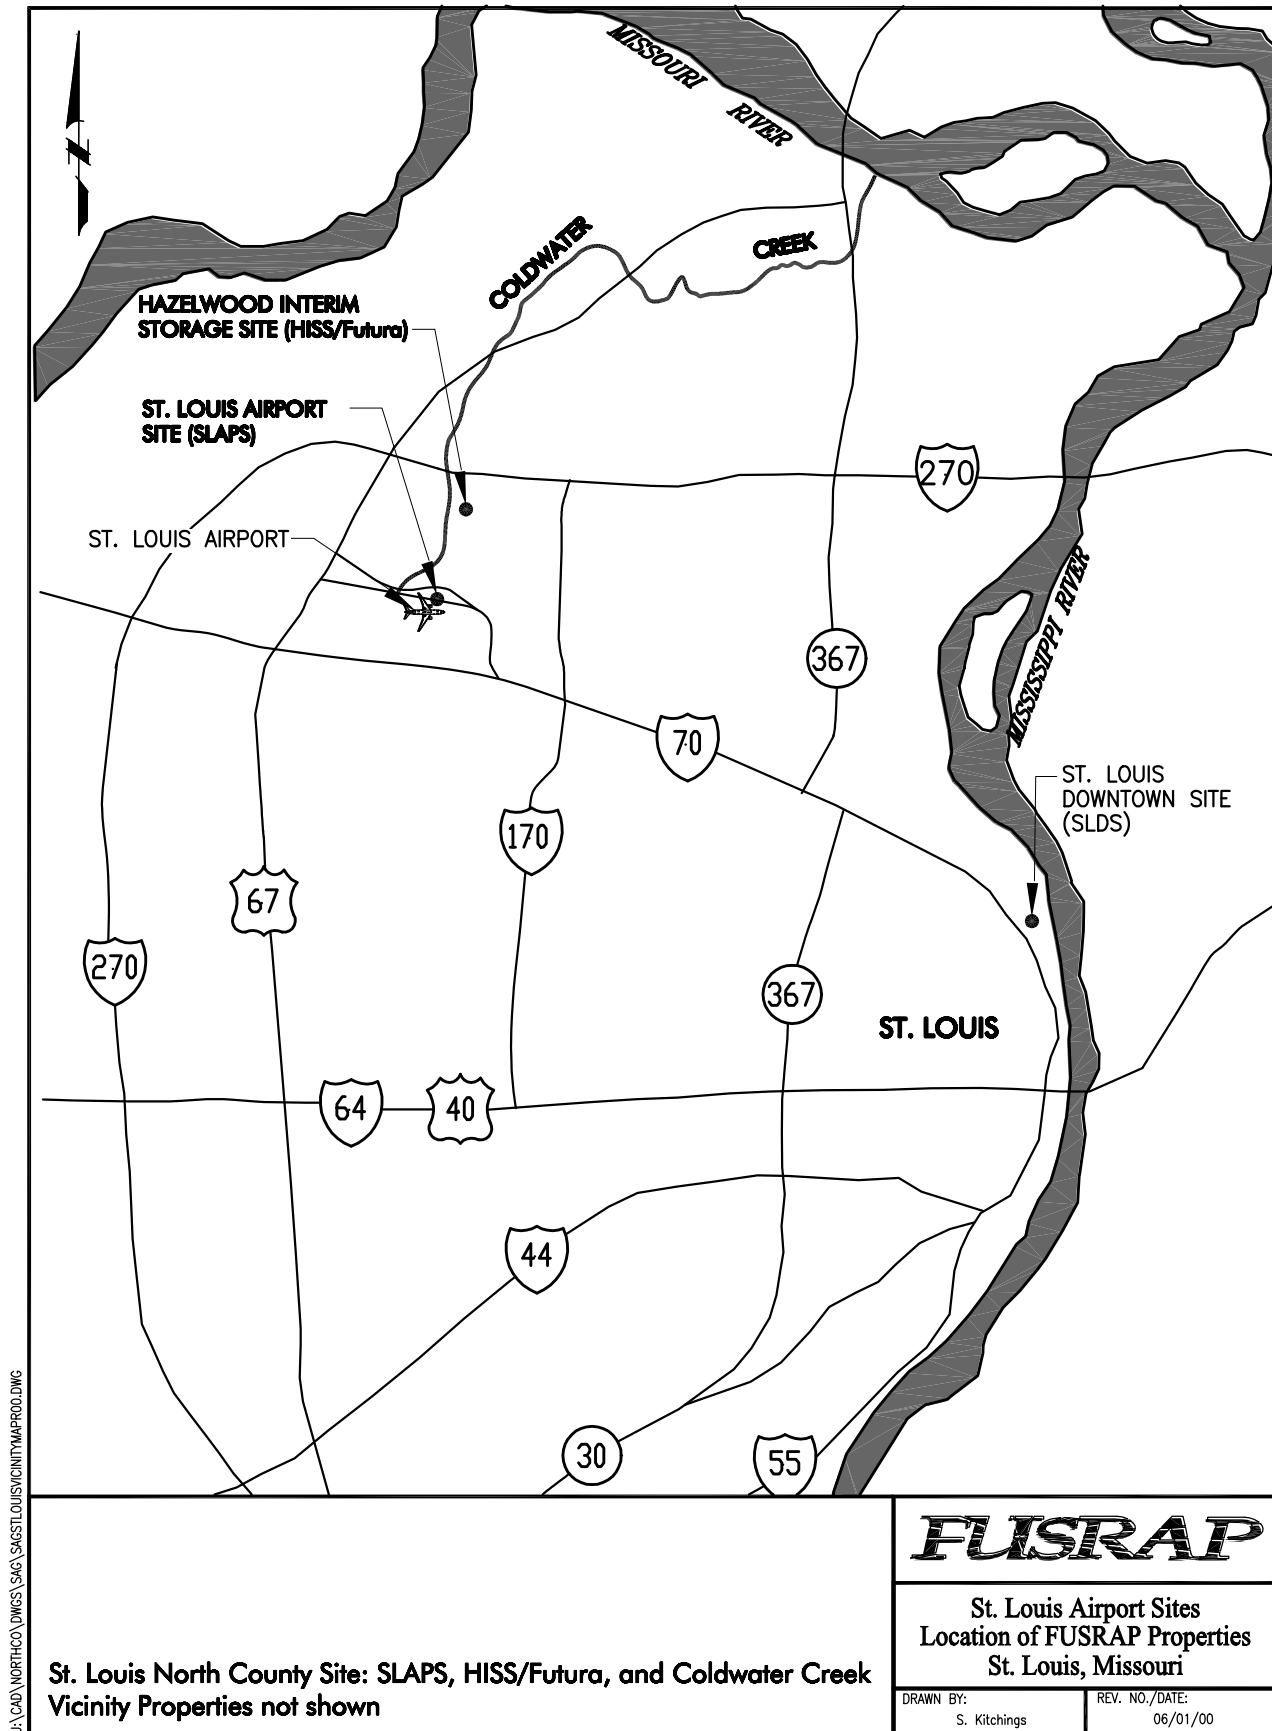 MISSOURI
RIVER
COLDWATER
CREEK
HAZELWOOD INTERIM
STORAGE SITE (HISS/Futura)
ST. LOUIS AIRPORT
SITE (SLAPS)
ST. LOUIS AIRPORT
270
MISSISSIPPI RIVER
367
70
ST. LOUIS
DOWNTOWN SITE
(SLDS)
170
67
270
367
ST. LOUIS
64
40
44
30
55
N
J:\CAD\NORTHCO\DWGS\SAG\SAGSTLOUISVICINITYMAPR00.DWG
FUSRAP
St. Louis Airport Sites
Location of FUSRAP Properties
St. Louis, Missouri
St. Louis North County Site: SLAPS, HISS/Futura, and Coldwater Creek
Vicinity Properties not shown
DRAWN BY:
S. Kitchings
REV. NO./DATE:
06/01/00